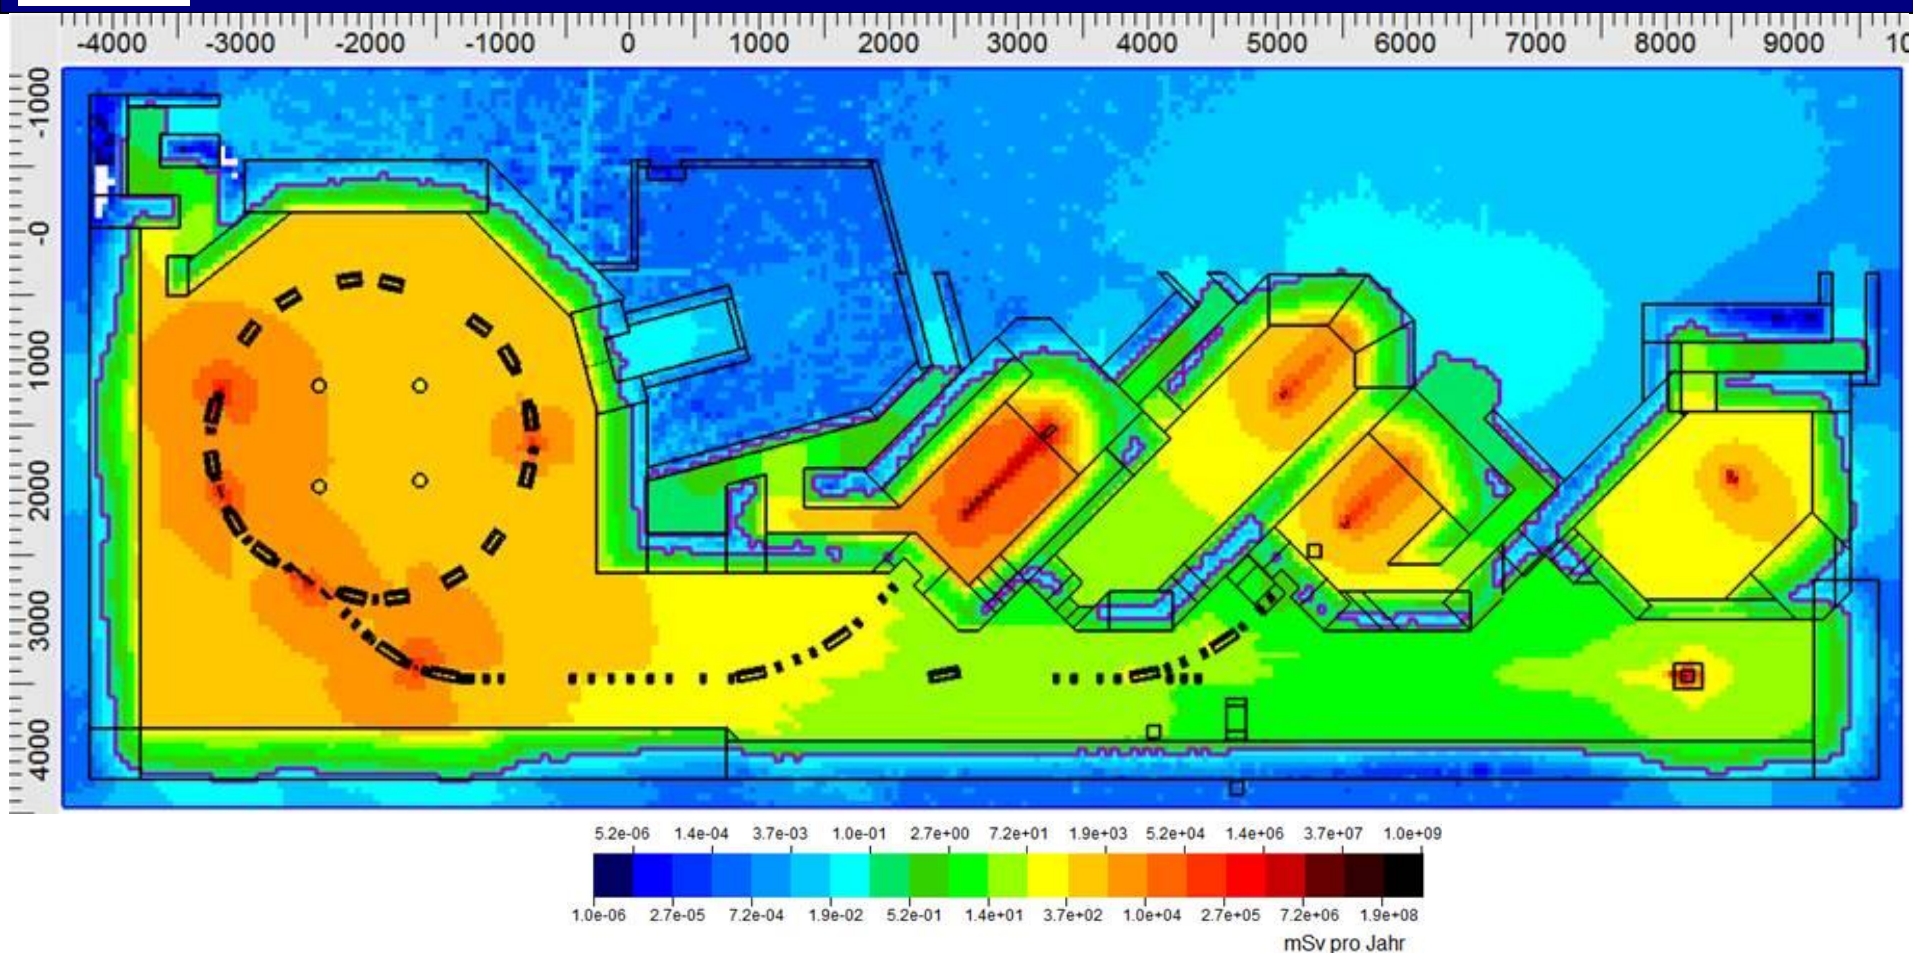 -4000 -3000 -2000 -1000 0 1000 2000 3000 4000 5000 6000 7000 8000 9000 10
-1000
-0
1000
2000
3000
4000
5.2e-06 1.4e-04 3.7e-03 1.0e-01 2.7e+00 7.2e+01 1.9e+03 5.2e+04 1.4e+06 3.7e+07 1.0e+09
1.0e-06 2.7e-05 7.2e-04 1.9e-02 5.2e-01 1.4e+01 3.7e+02 1.0e+04 2.7e+05 7.2e+06 1.9e+08
mSv pro Jahr